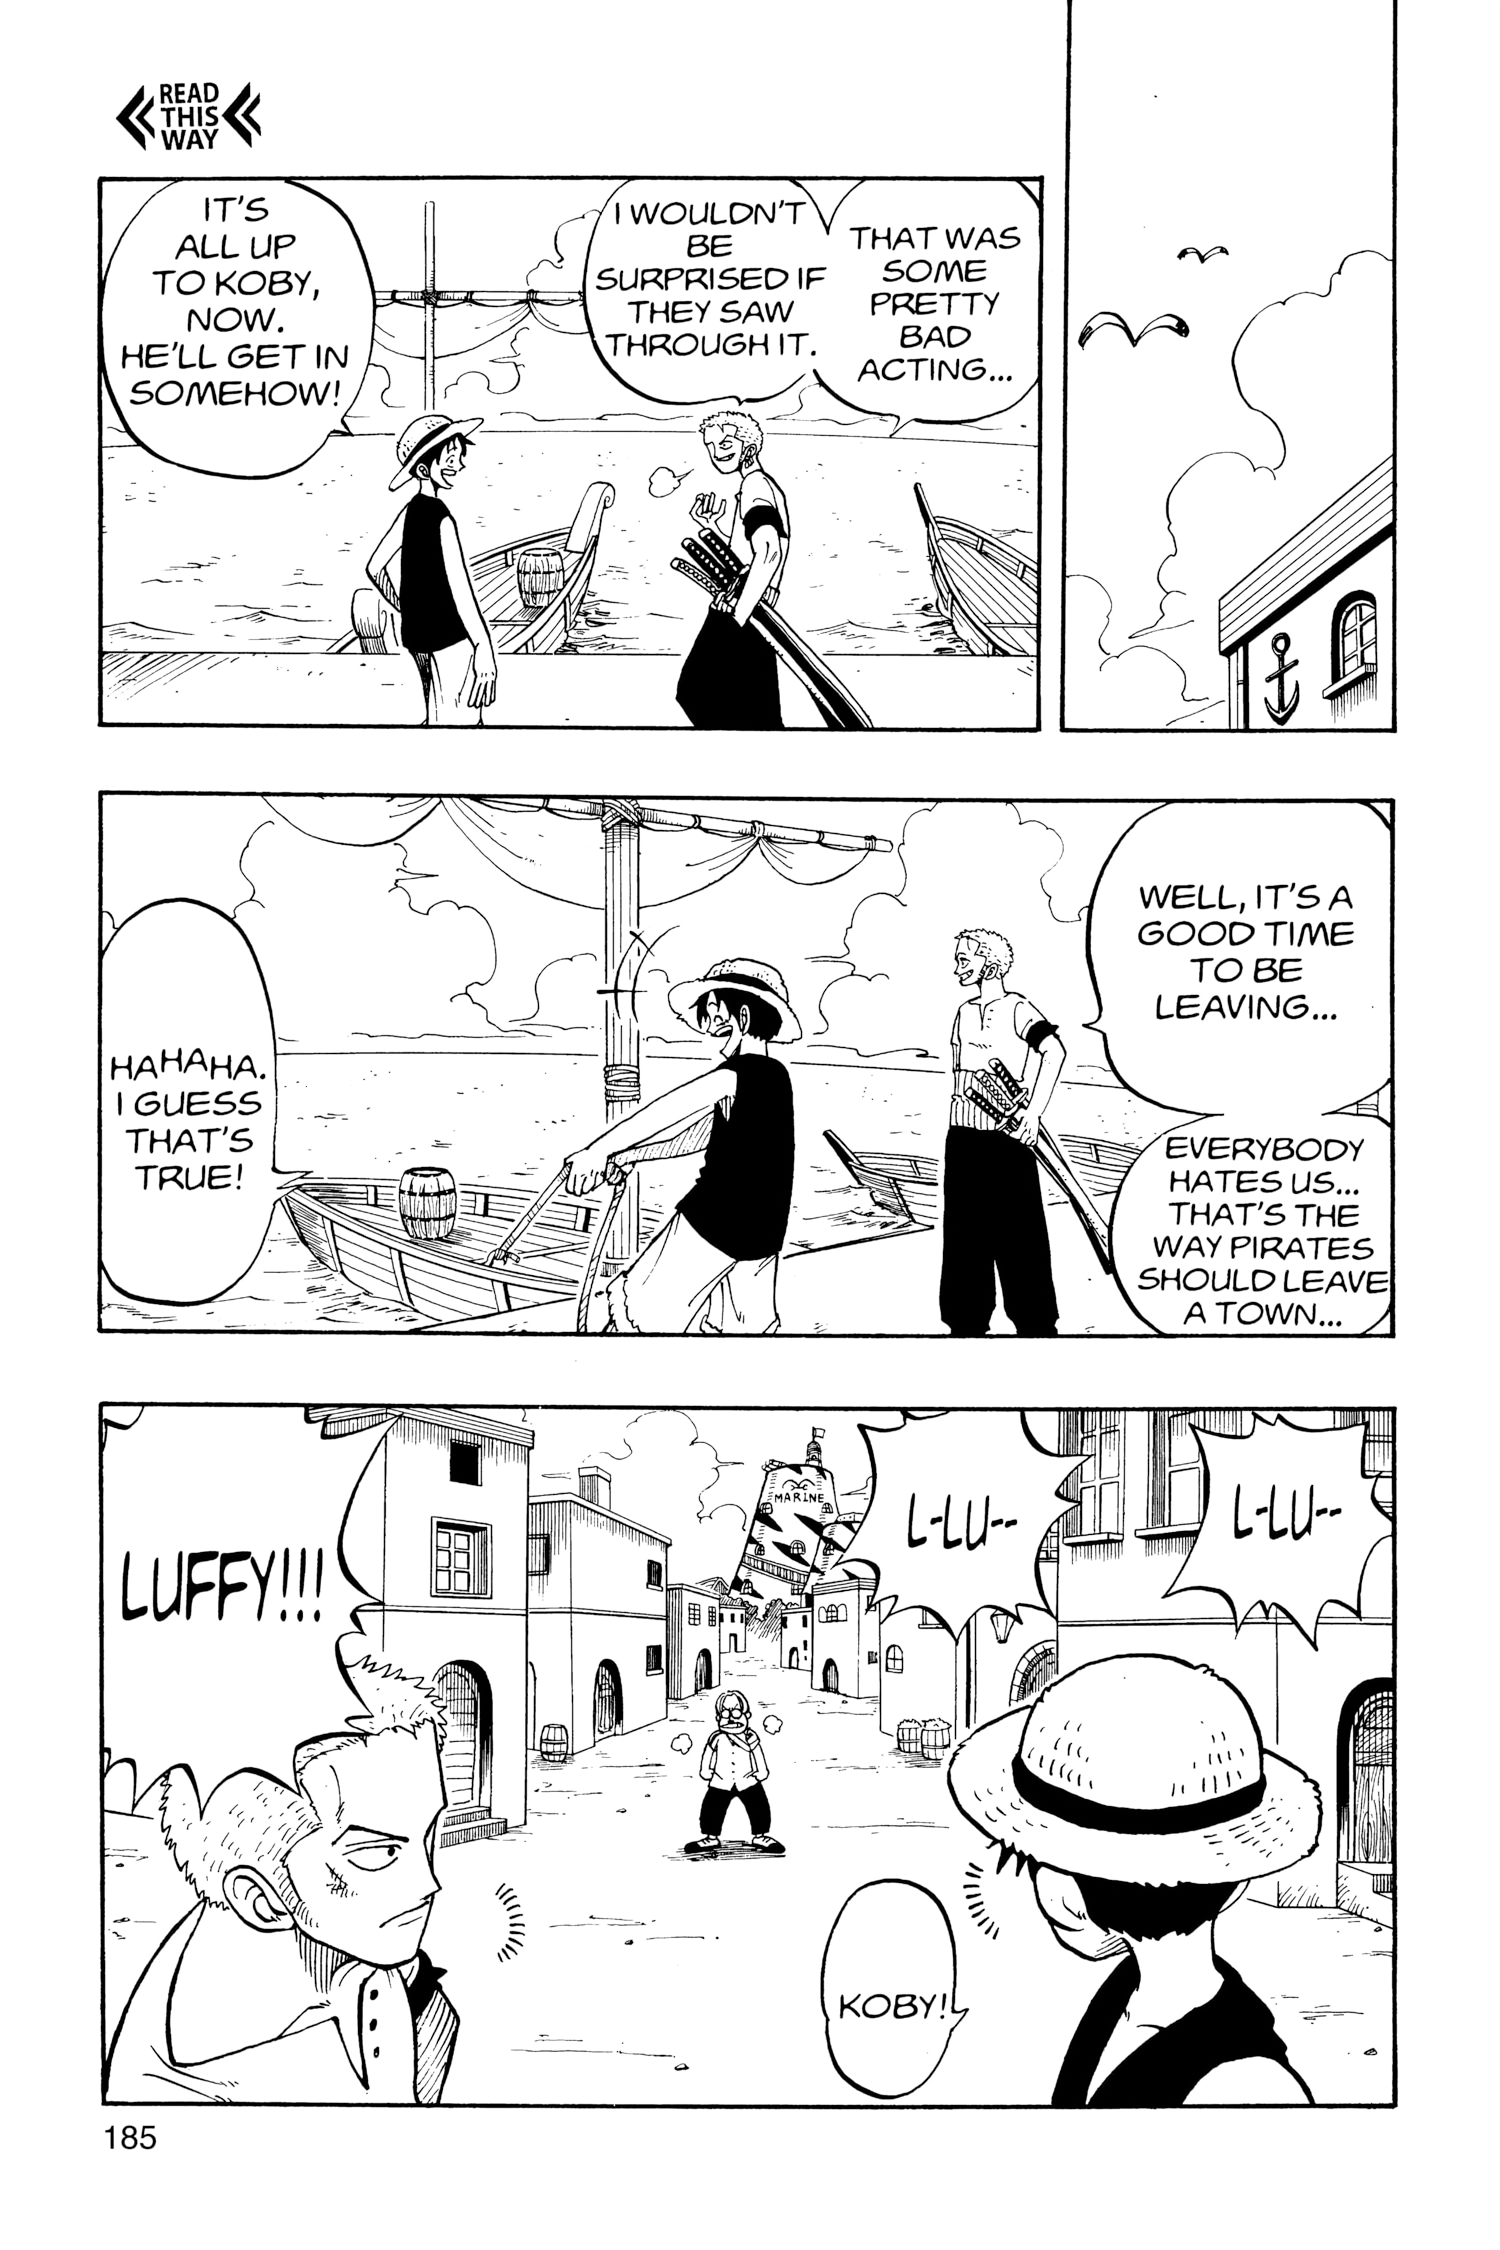 READ
THIS
WAY
THAT WAS
SOME
PRETTY
BAD
ACTING...
I WOULDN'T
BE
SURPRISED IF
THEY SAW
THROUGH IT.
IT'S
ALL UP
TO KOBY,
NOW.
HE'LL GET IN
SOMEHOW!
WELL, IT'S A
GOOD TIME
TO BE
LEAVING...
EVERYBODY
HATES US...
THAT'S THE
WAY PIRATES
SHOULD LEAVE
A TOWN...
HAHAHA.
I GUESS
THAT'S
TRUE!
L-LU--
L-LU--
MARINE
LUFFY!!!
KOBY!
185